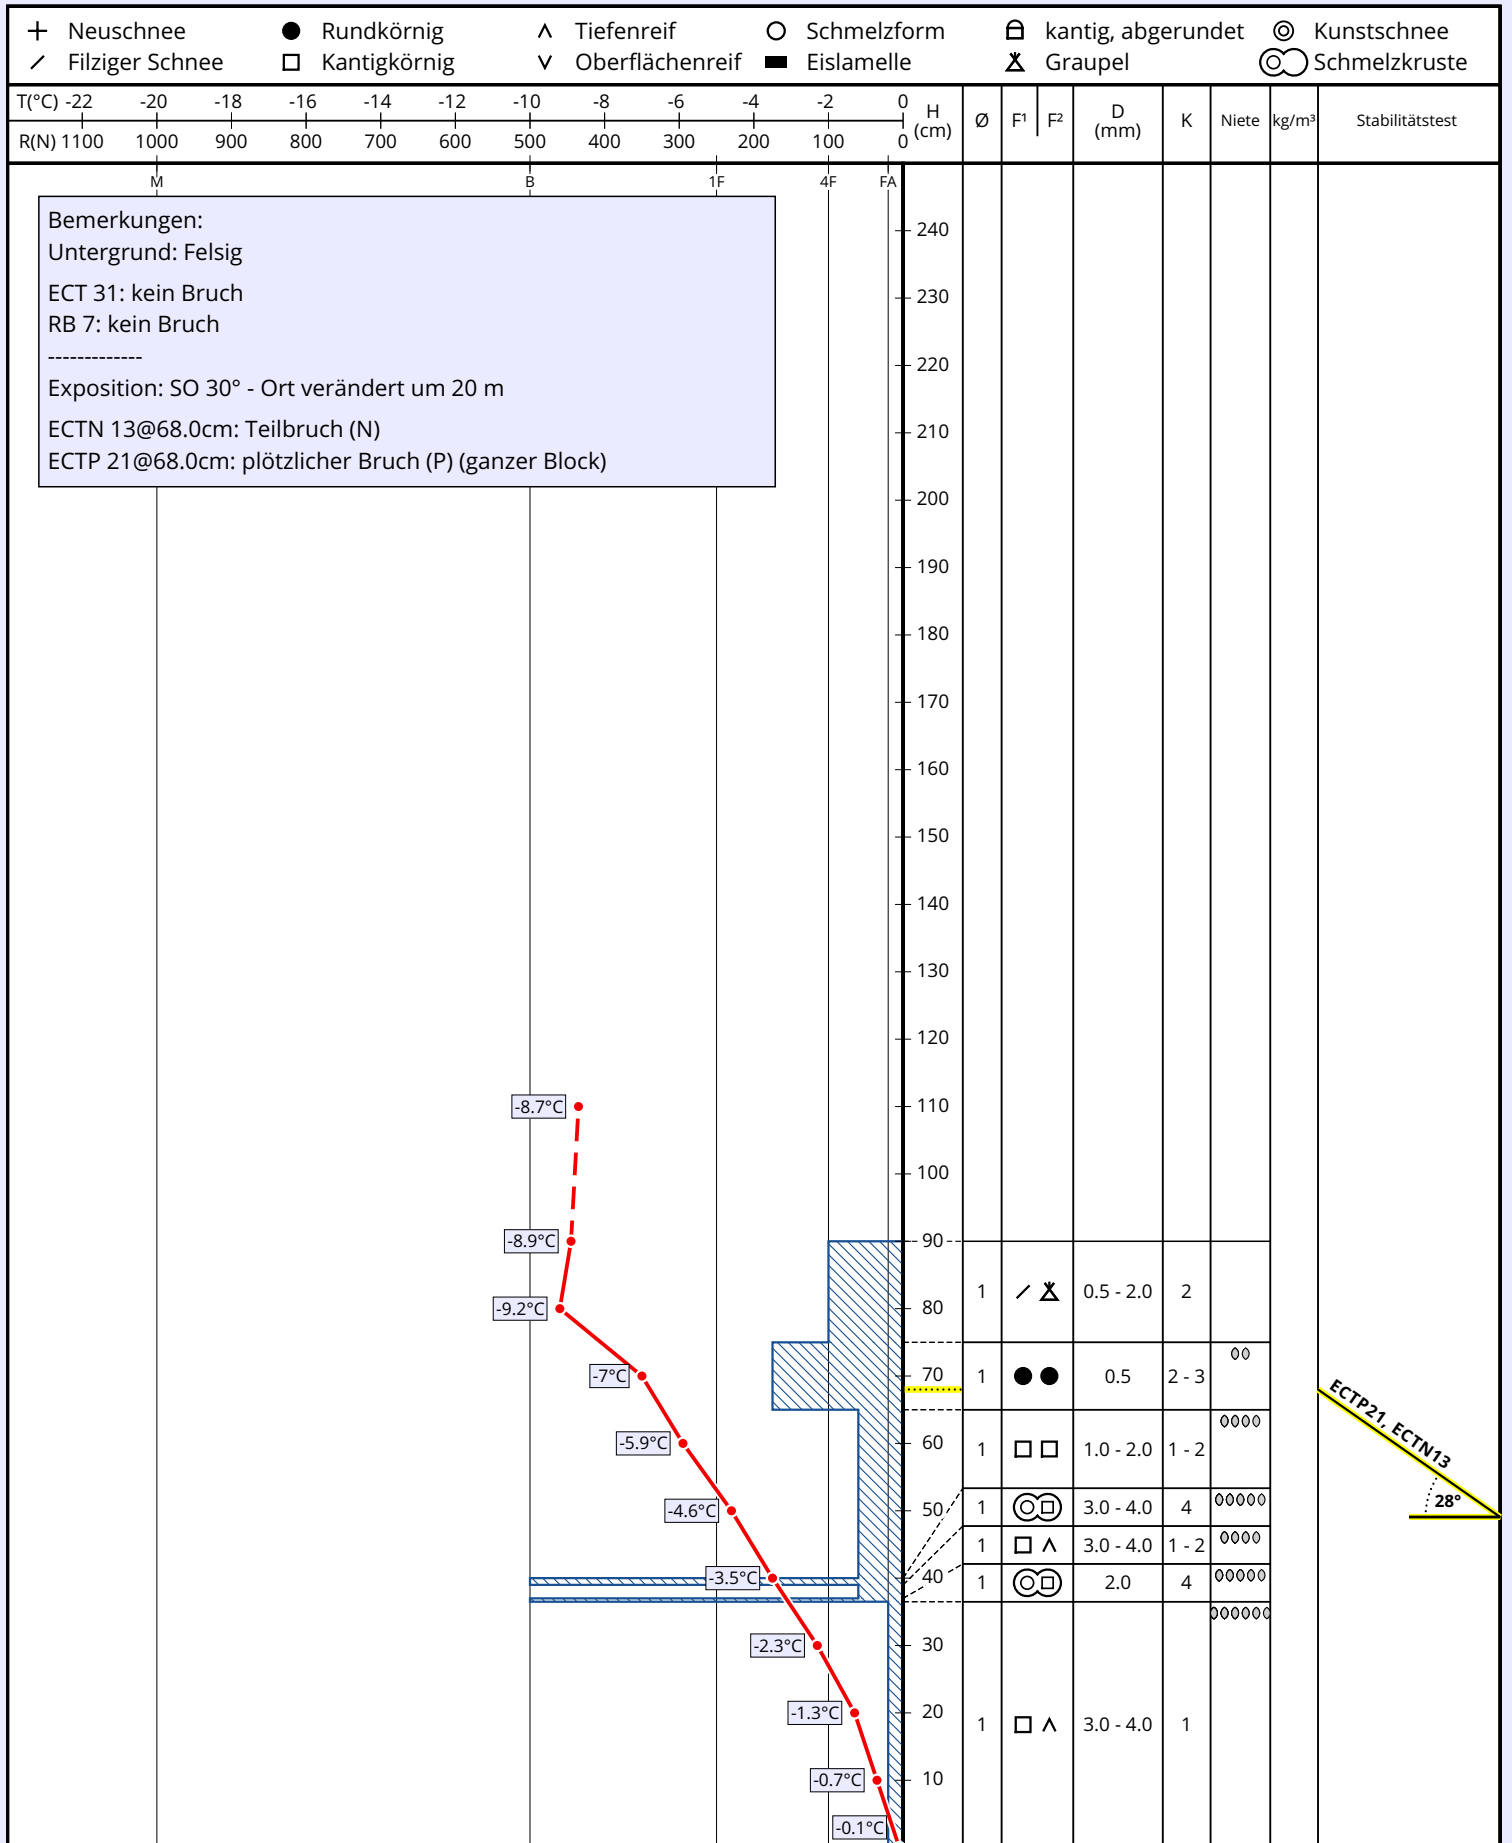 Neuschnee Rundkörnig Tiefenreif Schmelzform kantig, abgerundet Kunstschnee
Filziger Schnee Kantigkörnig Oberflächenreif Eislamelle Graupel Schmelzkruste
T(°C) -22 -20 -18 -16 -14 -12 -10 -8 -6 -4 -2 0
R(N) 1100 1000 900 800 700 600 500 400 300 200 100 0
H (cm) Ø F¹ F² D (mm) K Niete kg/m³ Stabilitätstest
M B 1F 4F FA
Bemerkungen:
Untergrund: Felsig
ECT 31: kein Bruch
RB 7: kein Bruch
-------------
Exposition: SO 30° - Ort verändert um 20 m
ECTN 13@68.0cm: Teilbruch (N)
ECTP 21@68.0cm: plötzlicher Bruch (P) (ganzer Block)
240
230
220
210
200
190
180
170
160
150
140
130
120
-8.7°C 110
100
-8.9°C 90
1 0.5 - 2.0 2
-9.2°C 80
-7°C 70 1 0.5 2 - 3
ECTP21, ECTN13
-5.9°C 60 1 1.0 - 2.0 1 - 2
28°
-4.6°C 50 1 3.0 - 4.0 4
1 3.0 - 4.0 1 - 2
-3.5°C 40 1 2.0 4
-2.3°C 30
-1.3°C 20
1 3.0 - 4.0 1
-0.7°C 10
-0.1°C